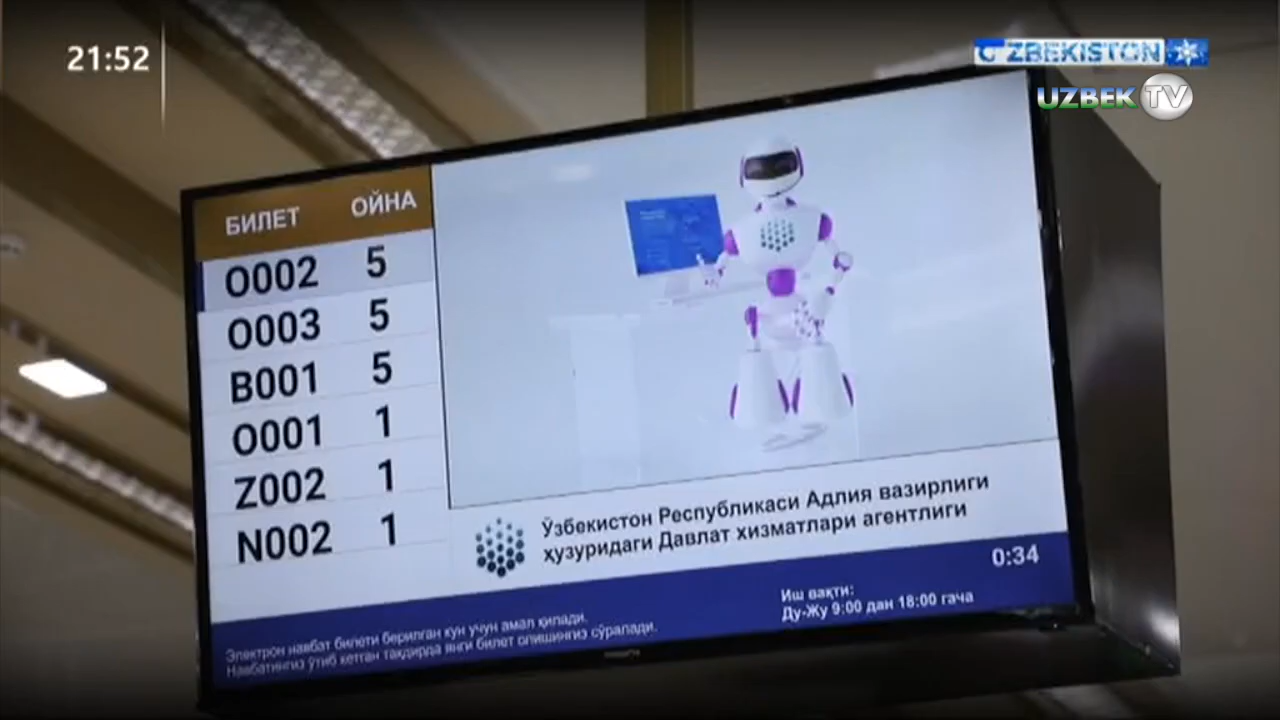 21:52
O'ZBEKISTON
UZBEK TV
БИЛЕТ ОЙНА
O002 5
O003 5
B001 5
O001 1
Z002 1
N002 1
Ўзбекистон Республикаси Адлия вазирлиги
ҳузуридаги Давлат хизматлари агентлиги
0:34
Иш вақти:
Ду-Жу 9:00 дан 18:00 гача
Электрон навбат билети берилган кун учун амал қилади.
Навбатингиз ўтиб кетган тақдирда янги билет олишингиз сўралади.